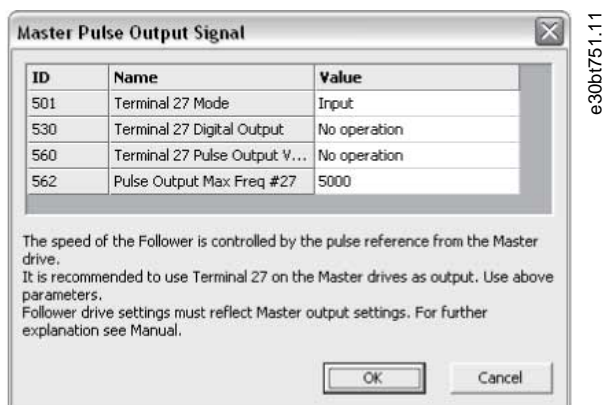 Master Pulse Output Signal
ID Name Value
501 Terminal 27 Mode Input
530 Terminal 27 Digital Output No operation
560 Terminal 27 Pulse Output V... No operation
562 Pulse Output Max Freq #27 5000
The speed of the Follower is controlled by the pulse reference from the Master
drive.
It is recommended to use Terminal 27 on the Master drives as output. Use above
parameters.
Follower drive settings must reflect Master output settings. For further
explanation see Manual.
OK Cancel
e30bt751.11